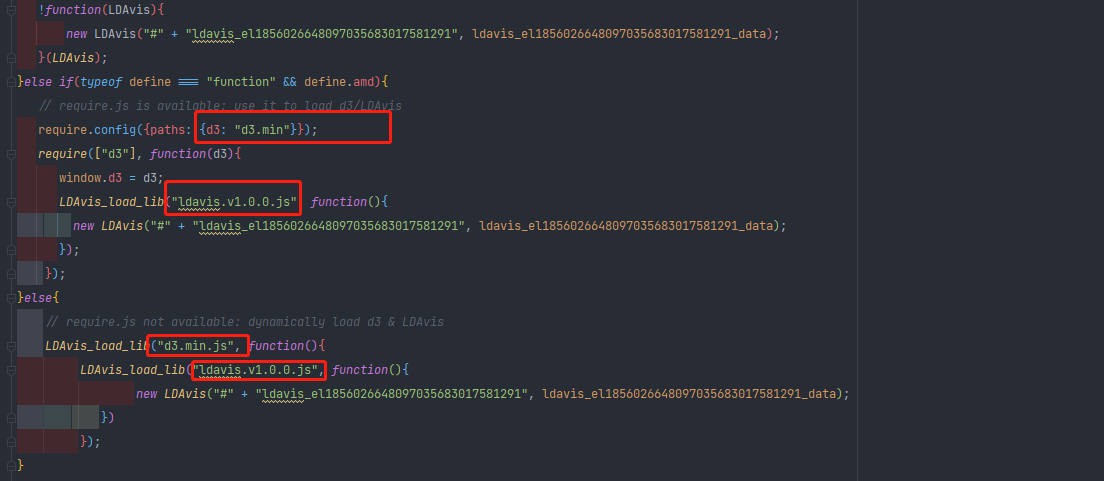 !function(LDAvis){
new LDAvis("#" + "ldavis_el1856026648097035683017581291", ldavis_el1856026648097035683017581291_data);
}(LDAvis);
}else if(typeof define === "function" && define.amd){
// require.js is available: use it to load d3/LDAvis
require.config({paths: {d3: "d3.min"}});
require(["d3"], function(d3){
window.d3 = d3;
LDAvis_load_lib("ldavis.v1.0.0.js", function(){
new LDAvis("#" + "ldavis_el1856026648097035683017581291", ldavis_el1856026648097035683017581291_data);
});
});
}else{
// require.js not available: dynamically load d3 & LDAvis
LDAvis_load_lib("d3.min.js", function(){
LDAvis_load_lib("ldavis.v1.0.0.js", function(){
new LDAvis("#" + "ldavis_el1856026648097035683017581291", ldavis_el1856026648097035683017581291_data);
})
});
}